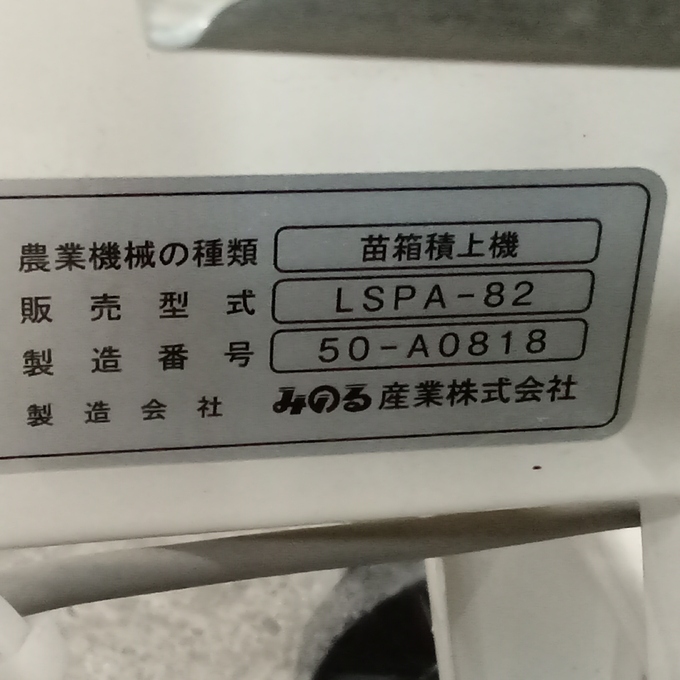 農業機械の種類 苗箱積上機
販売型式 LSPA-82
製造番号 50-A0818
製造会社 みのる産業株式会社